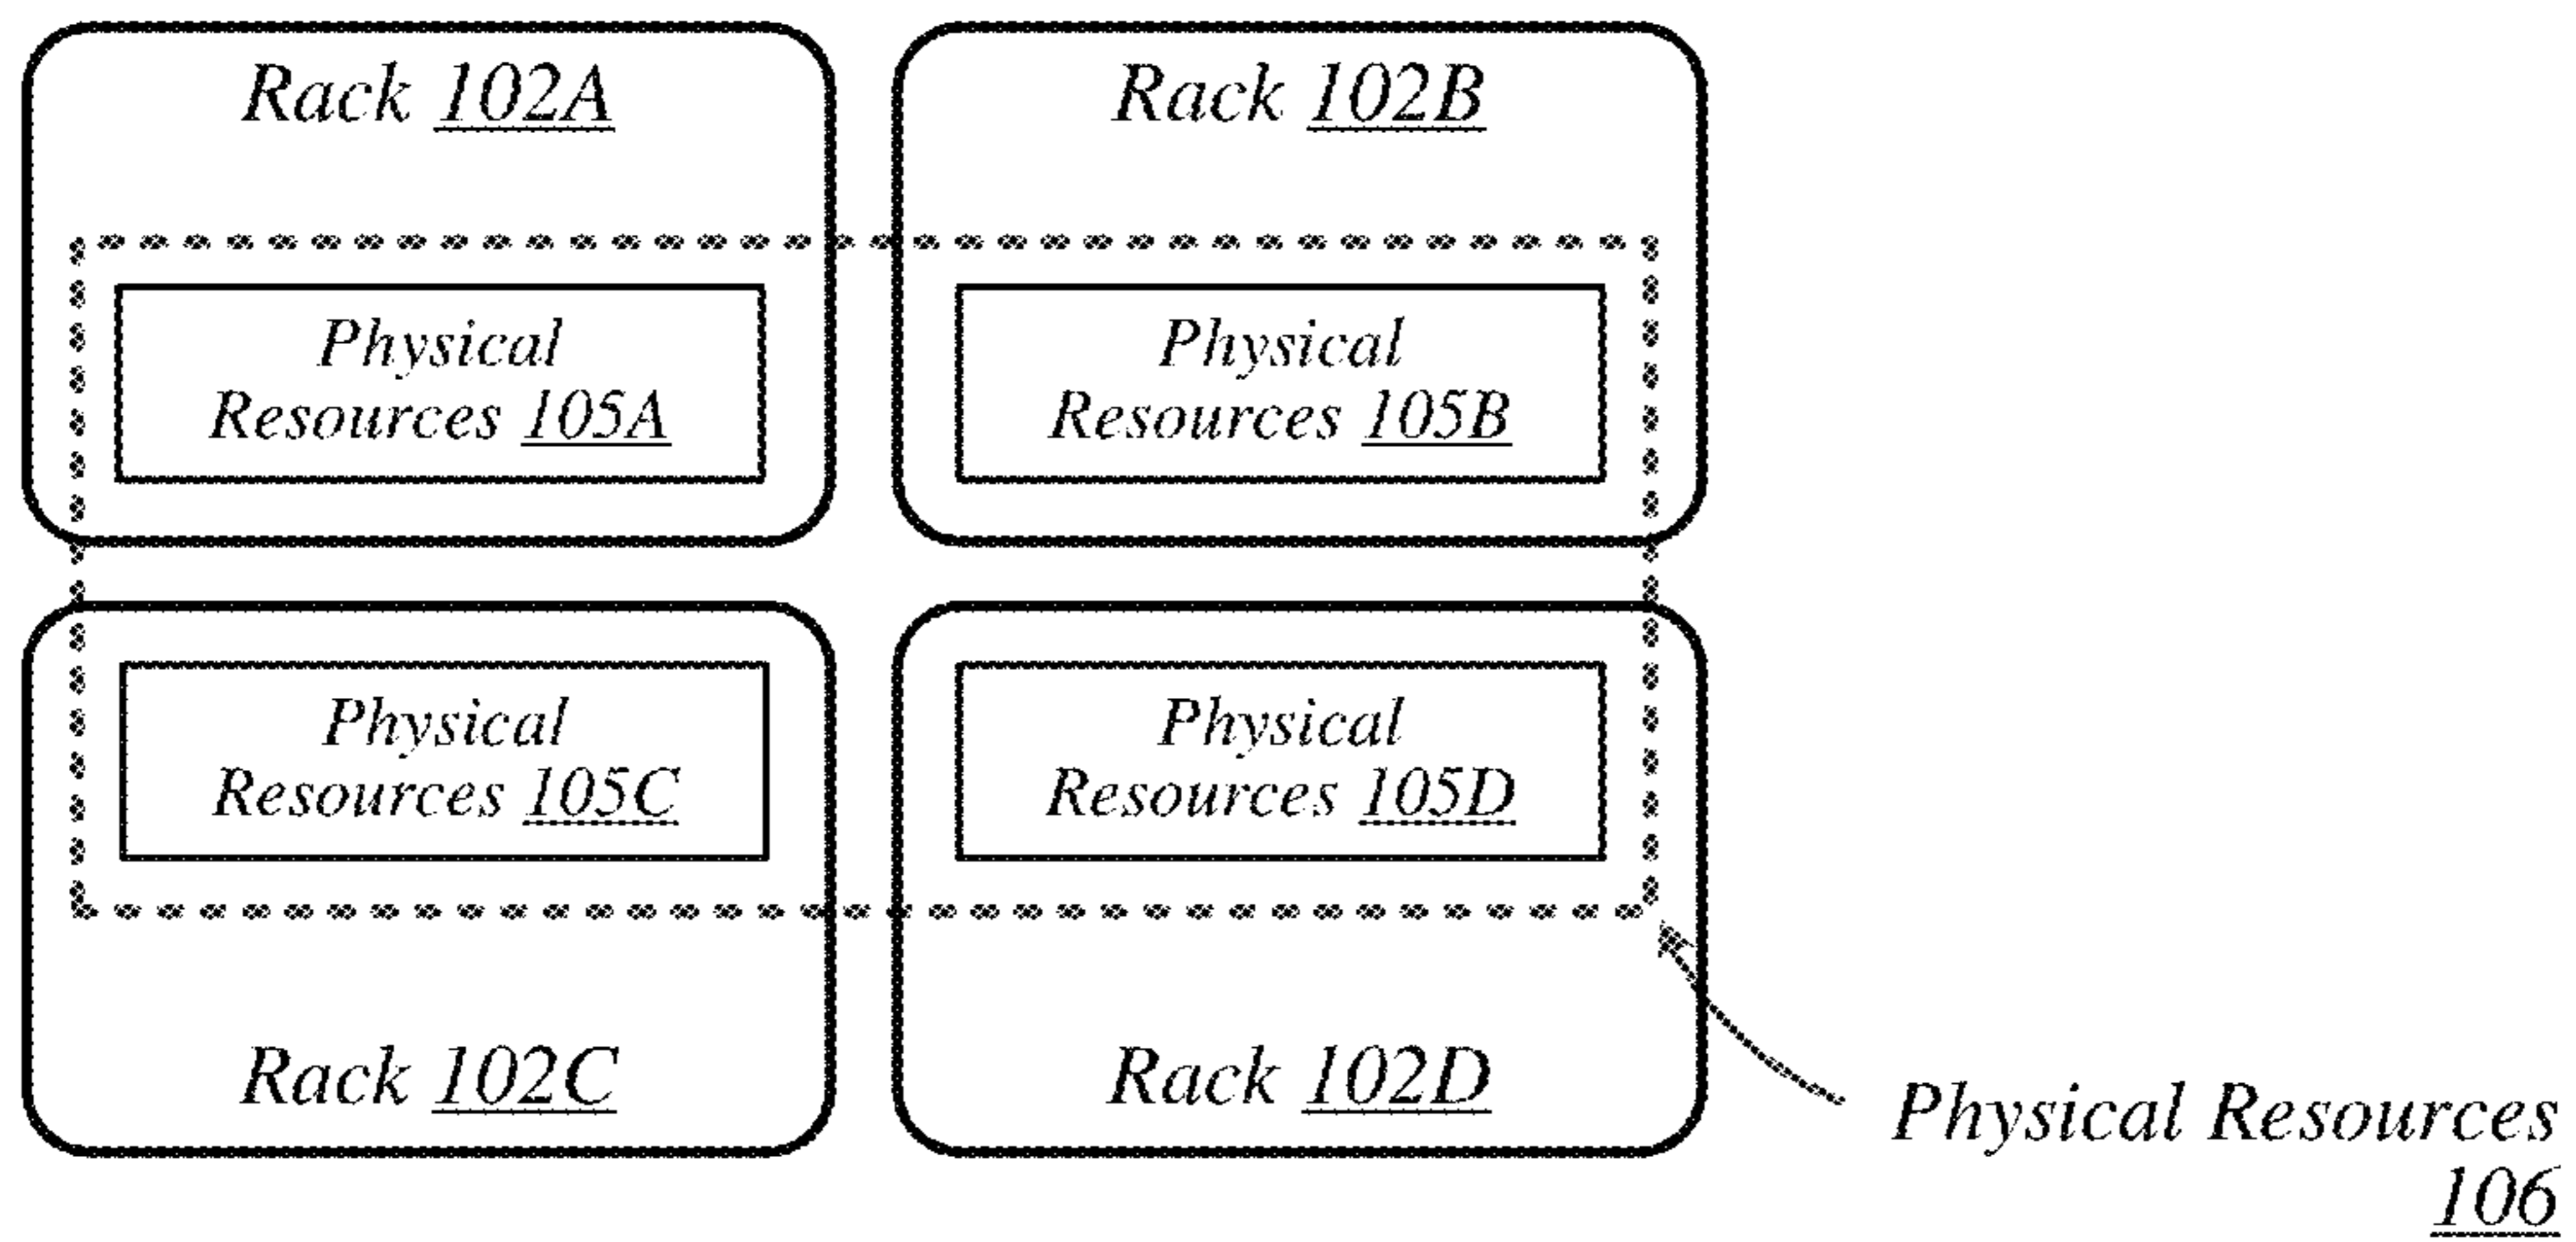 Rack 102A
Rack 102B
Physical
Resources 105A
Physical
Resources 105B
Physical
Resources 105C
Physical
Resources 105D
Rack 102C
Rack 102D
Physical Resources
106